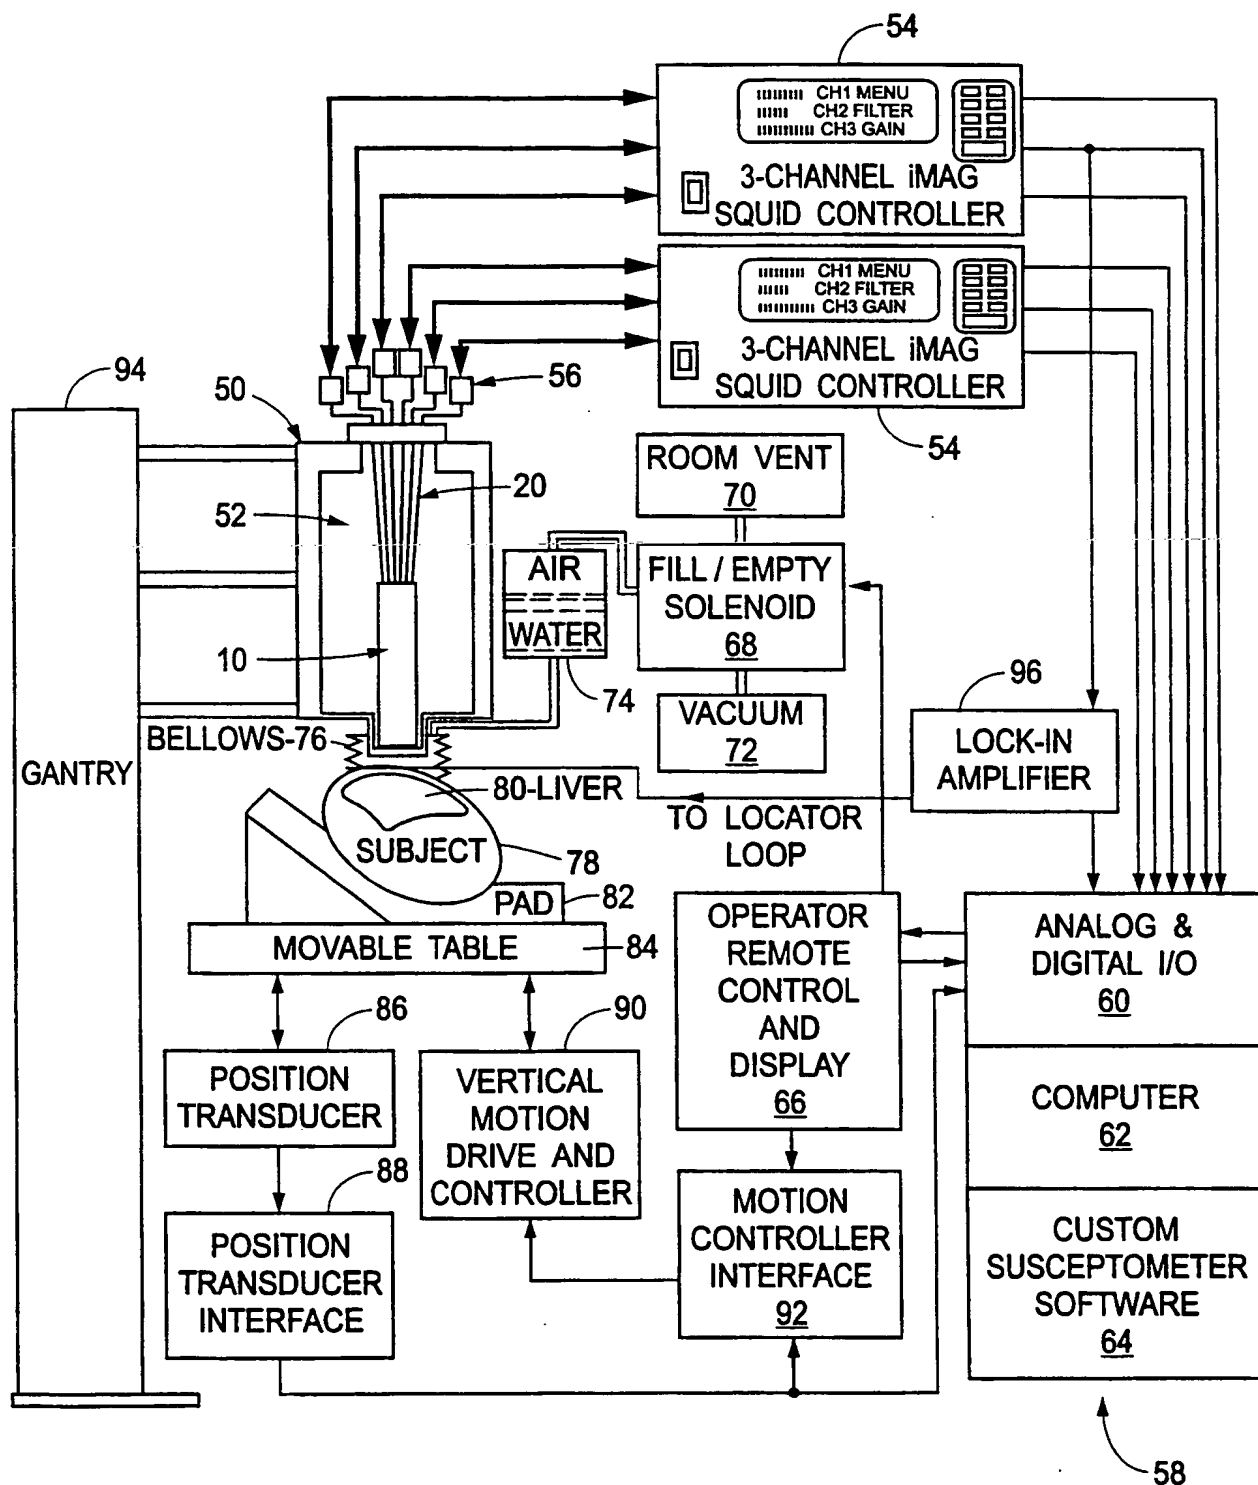 54
CH1 MENU
CH2 FILTER
CH3 GAIN
3-CHANNEL iMAG
SQUID CONTROLLER
CH1 MENU
CH2 FILTER
CH3 GAIN
3-CHANNEL iMAG
SQUID CONTROLLER
54
56
94
50
20
52
10
ROOM VENT
70
AIR
WATER
74
FILL / EMPTY
SOLENOID
68
VACUUM
72
96
LOCK-IN
AMPLIFIER
BELLOWS-76
GANTRY
80-LIVER
SUBJECT
78
TO LOCATOR
LOOP
PAD
82
MOVABLE TABLE
84
OPERATOR
REMOTE
CONTROL
AND
DISPLAY
66
ANALOG &
DIGITAL I/O
60
COMPUTER
62
CUSTOM
SUSCEPTOMETER
SOFTWARE
64
86
POSITION
TRANSDUCER
90
VERTICAL
MOTION
DRIVE AND
CONTROLLER
88
POSITION
TRANSDUCER
INTERFACE
MOTION
CONTROLLER
INTERFACE
92
58